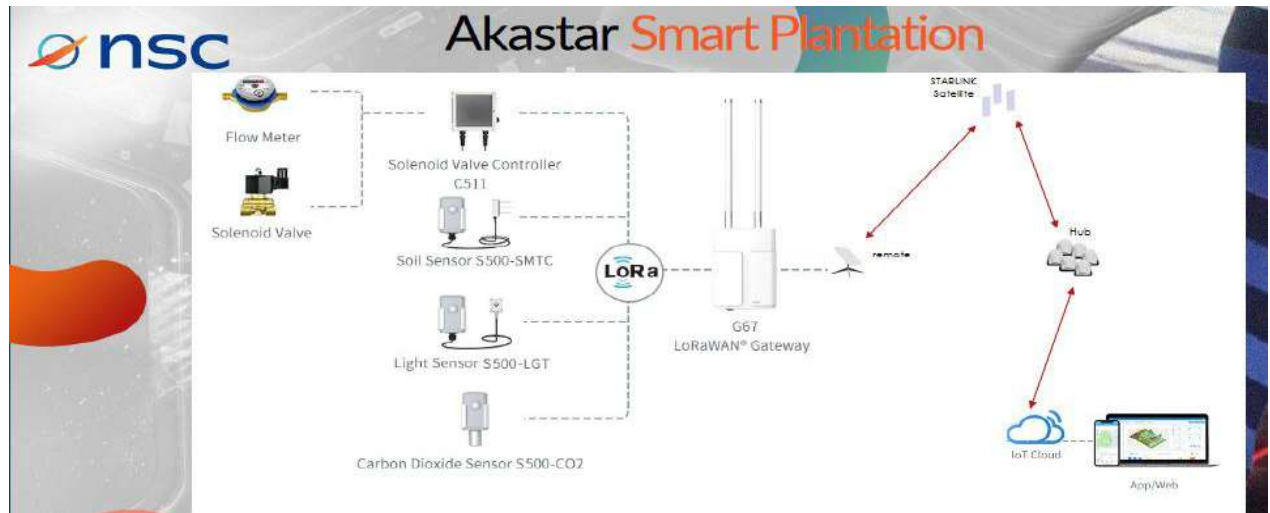 nsc
Akastar Smart Plantation
STARLINK
Satellite
Flow Meter
Solenoid Valve Controller
C511
Solenoid Valve
Hub
Soil Sensor S500-SMTC
LoRa
remote
G67
LoRaWAN® Gateway
Light Sensor S500-LGT
Carbon Dioxide Sensor S500-CO2
IoT Cloud
App/Web